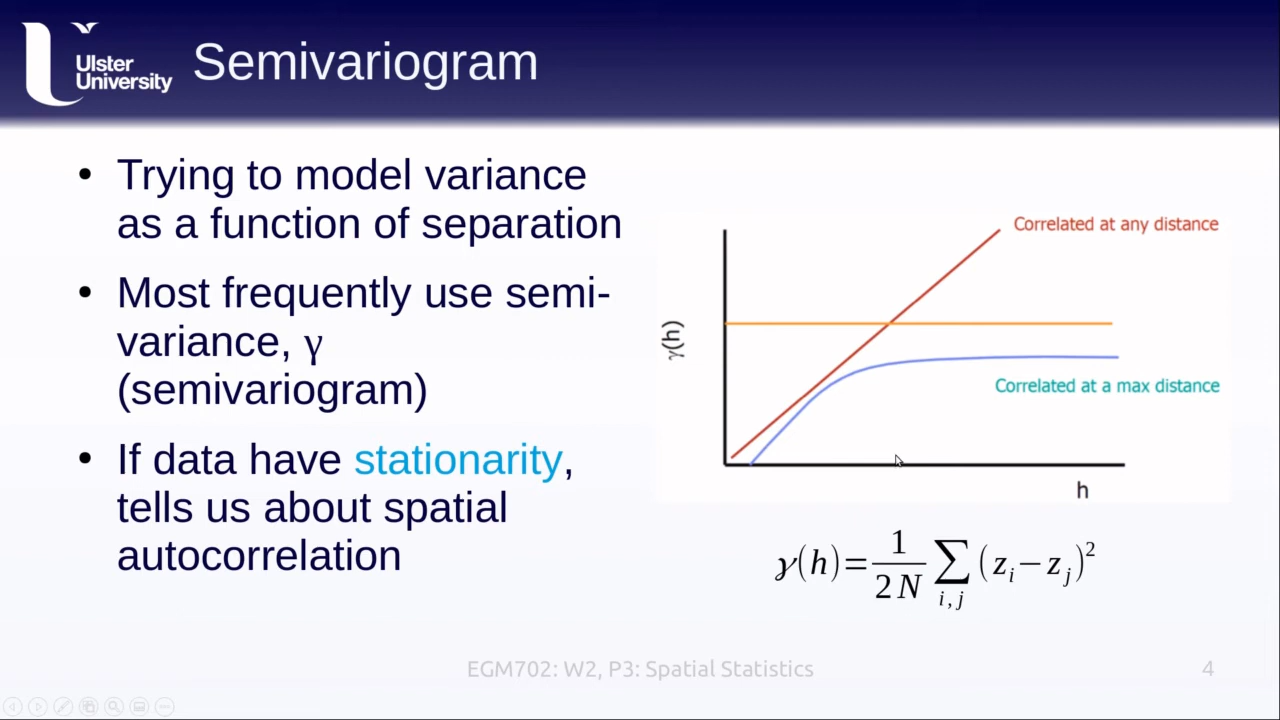 Ulster
University
Semivariogram
• Trying to model variance
as a function of separation
• Most frequently use semi-
variance, γ
(semivariogram)
• If data have stationarity,
tells us about spatial
autocorrelation
Correlated at any distance
γ(h)
Correlated at a max distance
h
γ(h)=1/(2N) ∑i,j (zi−zj)²
EGM702: W2, P3: Spatial Statistics
4